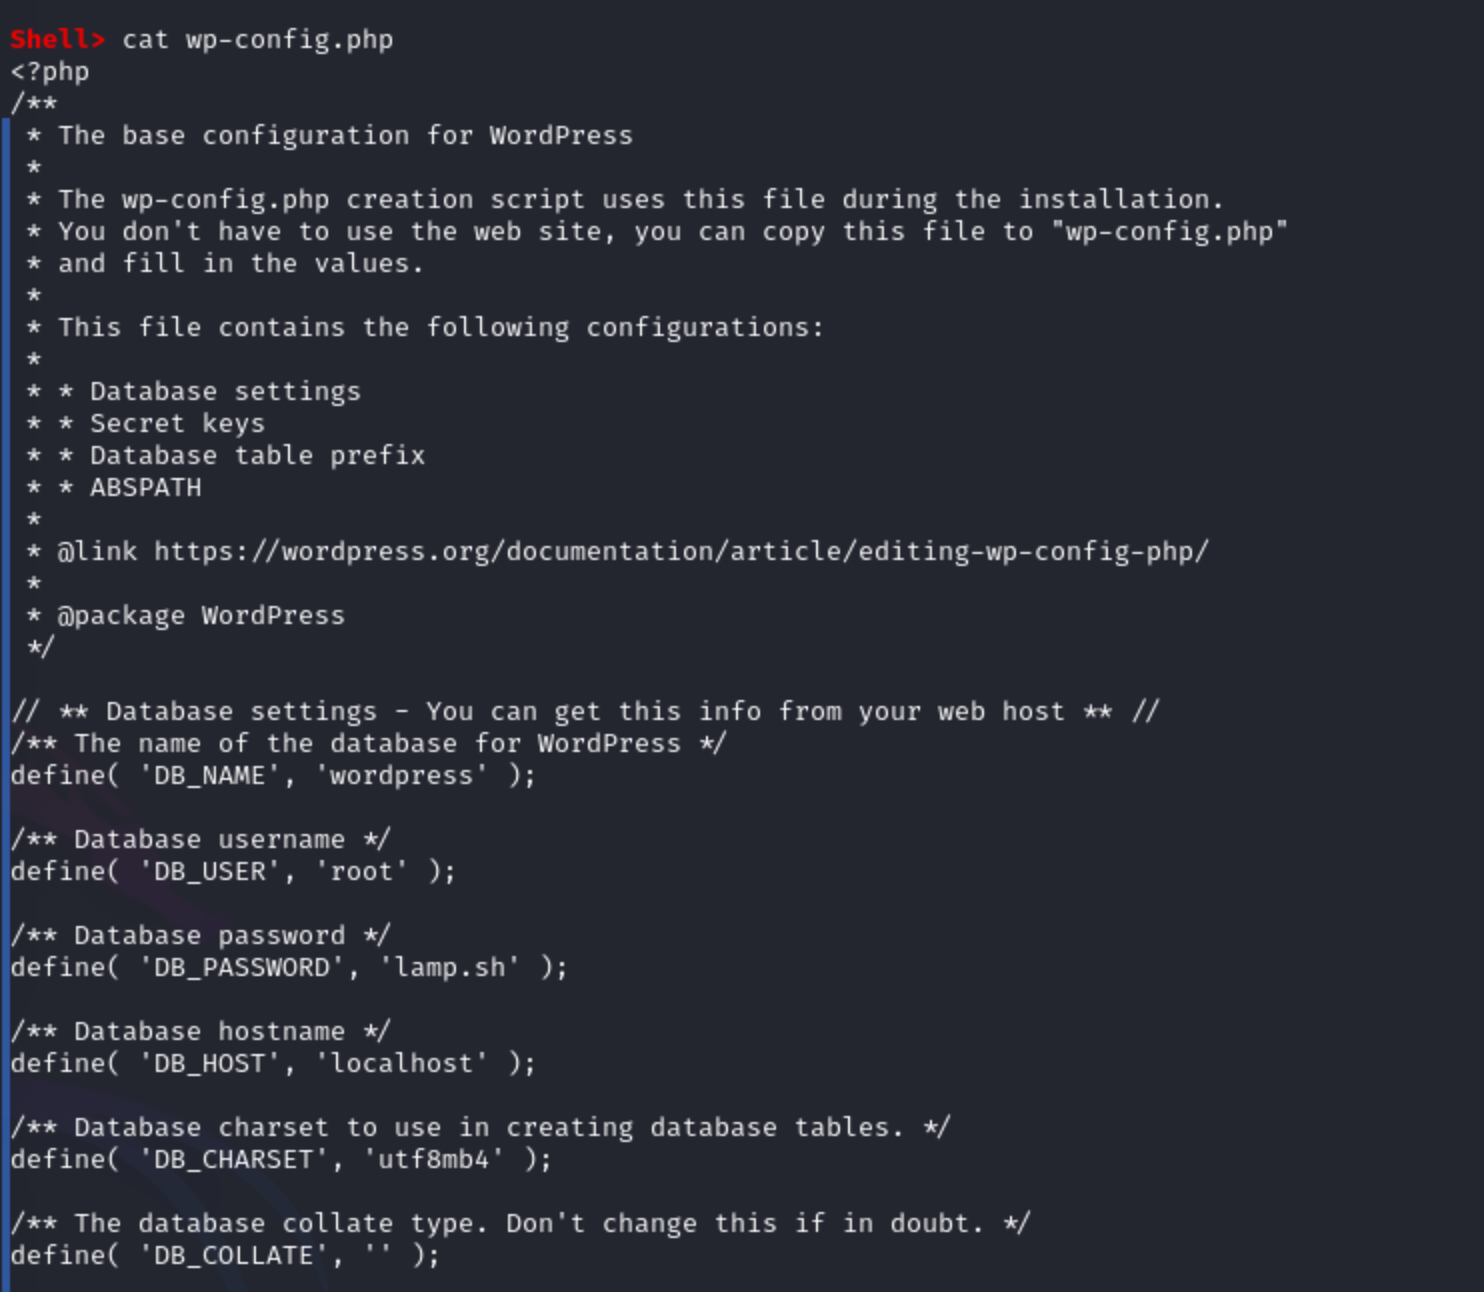 Shell> cat wp-config.php
<?php
/**
 * The base configuration for WordPress
 *
 * The wp-config.php creation script uses this file during the installation.
 * You don't have to use the web site, you can copy this file to "wp-config.php"
 * and fill in the values.
 *
 * This file contains the following configurations:
 *
 * * Database settings
 * * Secret keys
 * * Database table prefix
 * * ABSPATH
 *
 * @link https://wordpress.org/documentation/article/editing-wp-config-php/
 *
 * @package WordPress
 */

// ** Database settings - You can get this info from your web host ** //
/** The name of the database for WordPress */
define( 'DB_NAME', 'wordpress' );

/** Database username */
define( 'DB_USER', 'root' );

/** Database password */
define( 'DB_PASSWORD', 'lamp.sh' );

/** Database hostname */
define( 'DB_HOST', 'localhost' );

/** Database charset to use in creating database tables. */
define( 'DB_CHARSET', 'utf8mb4' );

/** The database collate type. Don't change this if in doubt. */
define( 'DB_COLLATE', '' );